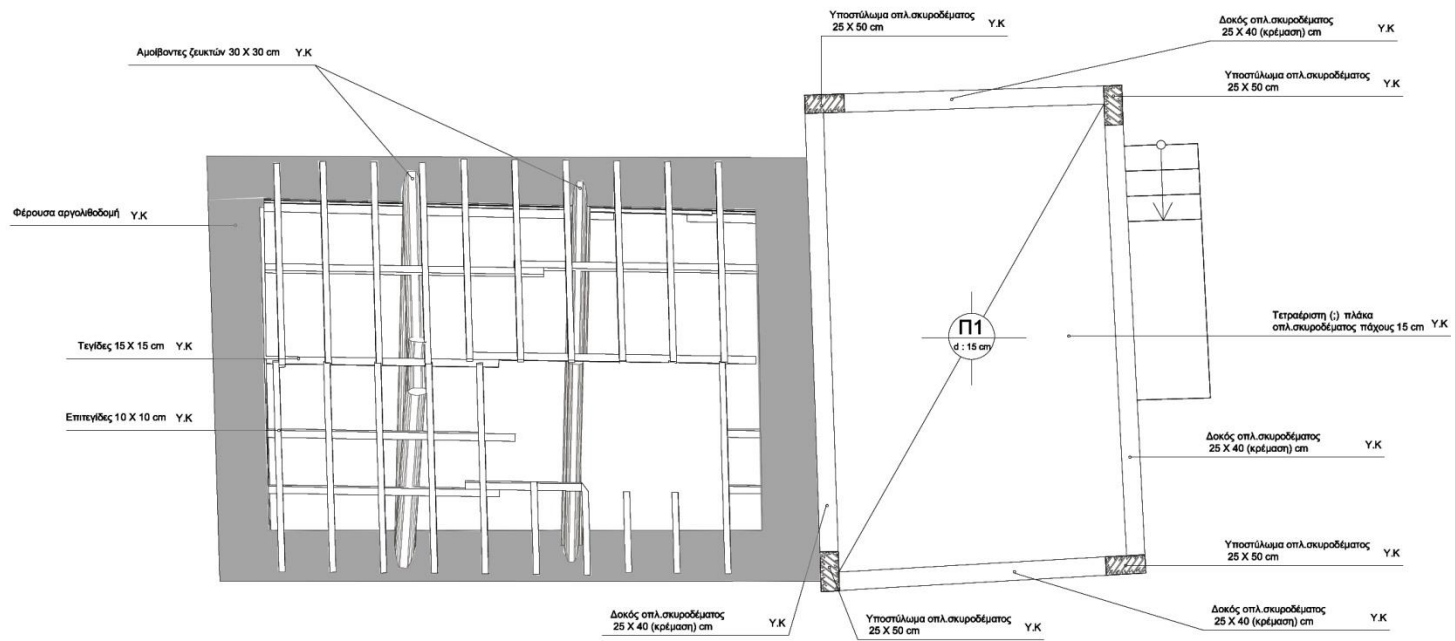 Υποστύλωμα οπλ.σκυροδέματος
25 X 50 cm Υ.Κ
Δοκός οπλ.σκυροδέματος
25 X 40 (κρέμαση) cm Υ.Κ
Αμοίβοντες ζευκτών 30 X 30 cm Υ.Κ
Υποστύλωμα οπλ.σκυροδέματος
25 X 50 cm Υ.Κ
Φέρουσα αργολιθοδομή Υ.Κ
Π1
d : 15 cm
Τετραέριστη (;) πλάκα
οπλ.σκυροδέματος πάχους 15 cm Υ.Κ
Τεγίδες 15 X 15 cm Υ.Κ
Επιτεγίδες 10 X 10 cm Υ.Κ
Δοκός οπλ.σκυροδέματος
25 X 40 (κρέμαση) cm Υ.Κ
Υποστύλωμα οπλ.σκυροδέματος
25 X 50 cm Υ.Κ
Δοκός οπλ.σκυροδέματος
25 X 40 (κρέμαση) cm Υ.Κ
Υποστύλωμα οπλ.σκυροδέματος
25 X 50 cm Υ.Κ
Δοκός οπλ.σκυροδέματος
25 X 40 (κρέμαση) cm Υ.Κ